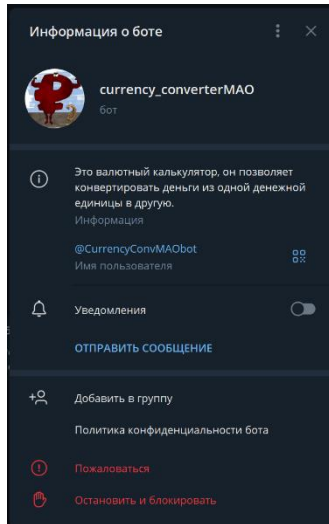 Информация о боте
currency_converterMAO
бот
Это валютный калькулятор, он позволяет
конвертировать деньги из одной денежной
единицы в другую.
Информация
@CurrencyConvMAObot
Имя пользователя
Уведомления
ОТПРАВИТЬ СООБЩЕНИЕ
Добавить в группу
Политика конфиденциальности бота
Пожаловаться
Остановить и блокировать